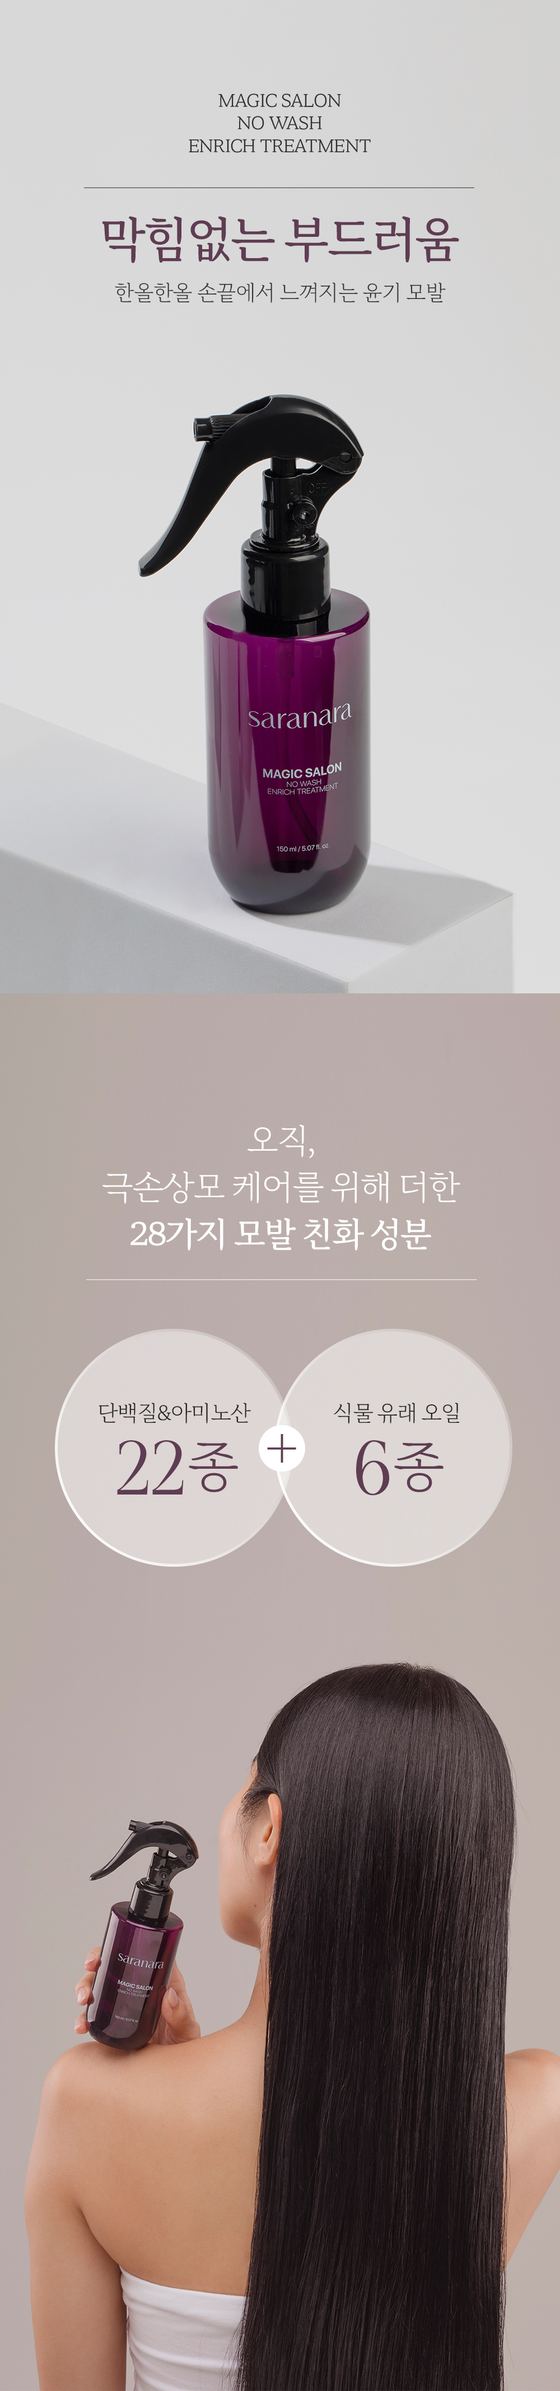 MAGIC SALON
NO WASH
ENRICH TREATMENT
막힘없는 부드러움
한올한올 손끝에서 느껴지는 윤기 모발
saranara
MAGIC SALON
NO WASH
ENRICH TREATMENT
150 ml / 5.07 fl. oz.
오직,
극손상모 케어를 위해 더한
28가지 모발 친화 성분
단백질&아미노산
22종
+
식물 유래 오일
6종
saranara
MAGIC SALON
NO WASH
ENRICH TREATMENT